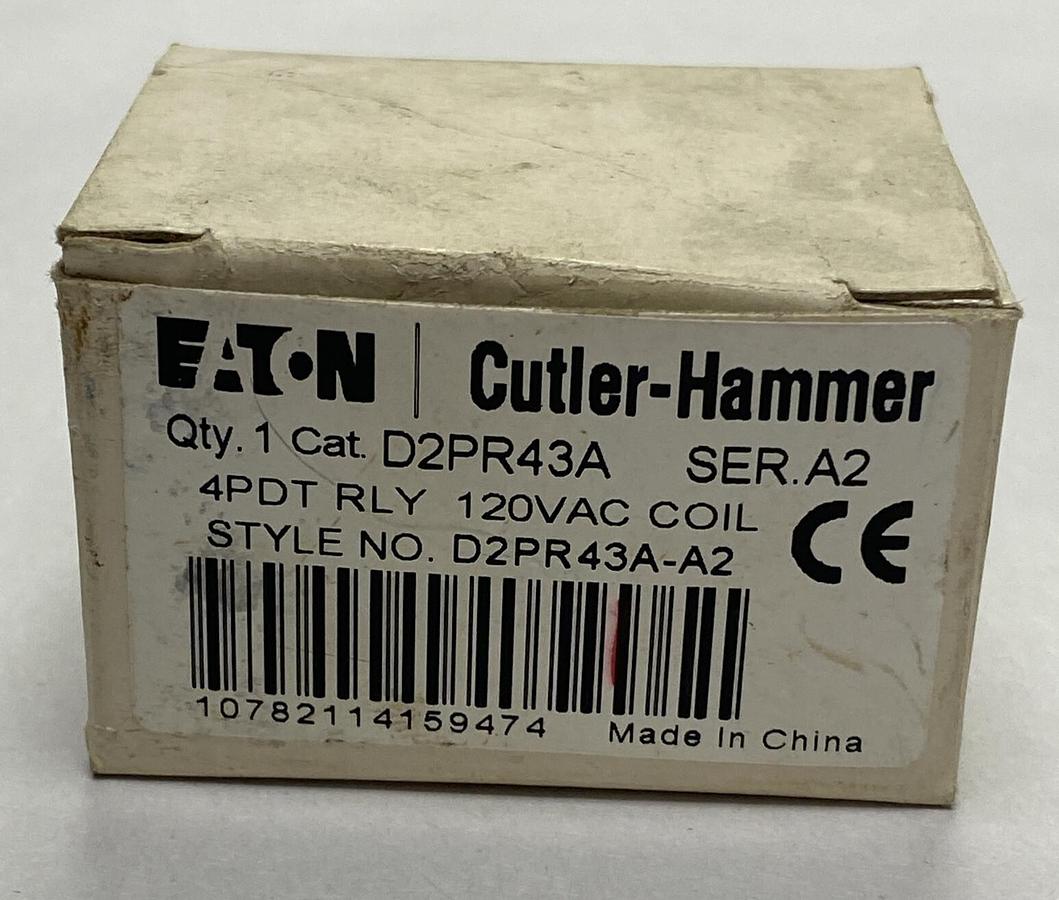 EATON | Cutler-Hammer
Qty. 1 Cat. D2PR43A SER.A2
4PDT RLY 120VAC COIL
STYLE NO. D2PR43A-A2 CE
10782114159474 Made In China